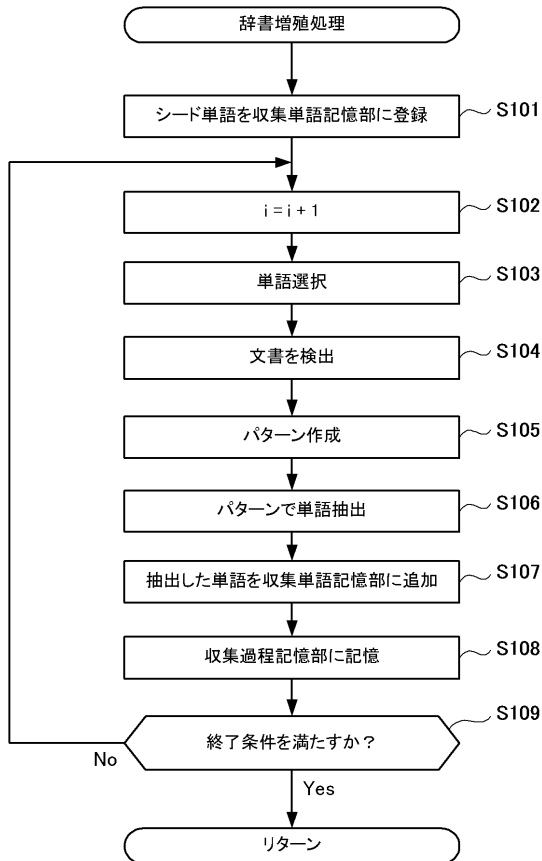 辞書増殖処理
シード単語を収集単語記憶部に登録
S101
i = i + 1
S102
単語選択
S103
文書を検出
S104
パターン作成
S105
パターンで単語抽出
S106
抽出した単語を収集単語記憶部に追加
S107
収集過程記憶部に記憶
S108
終了条件を満たすか？
S109
No
Yes
リターン